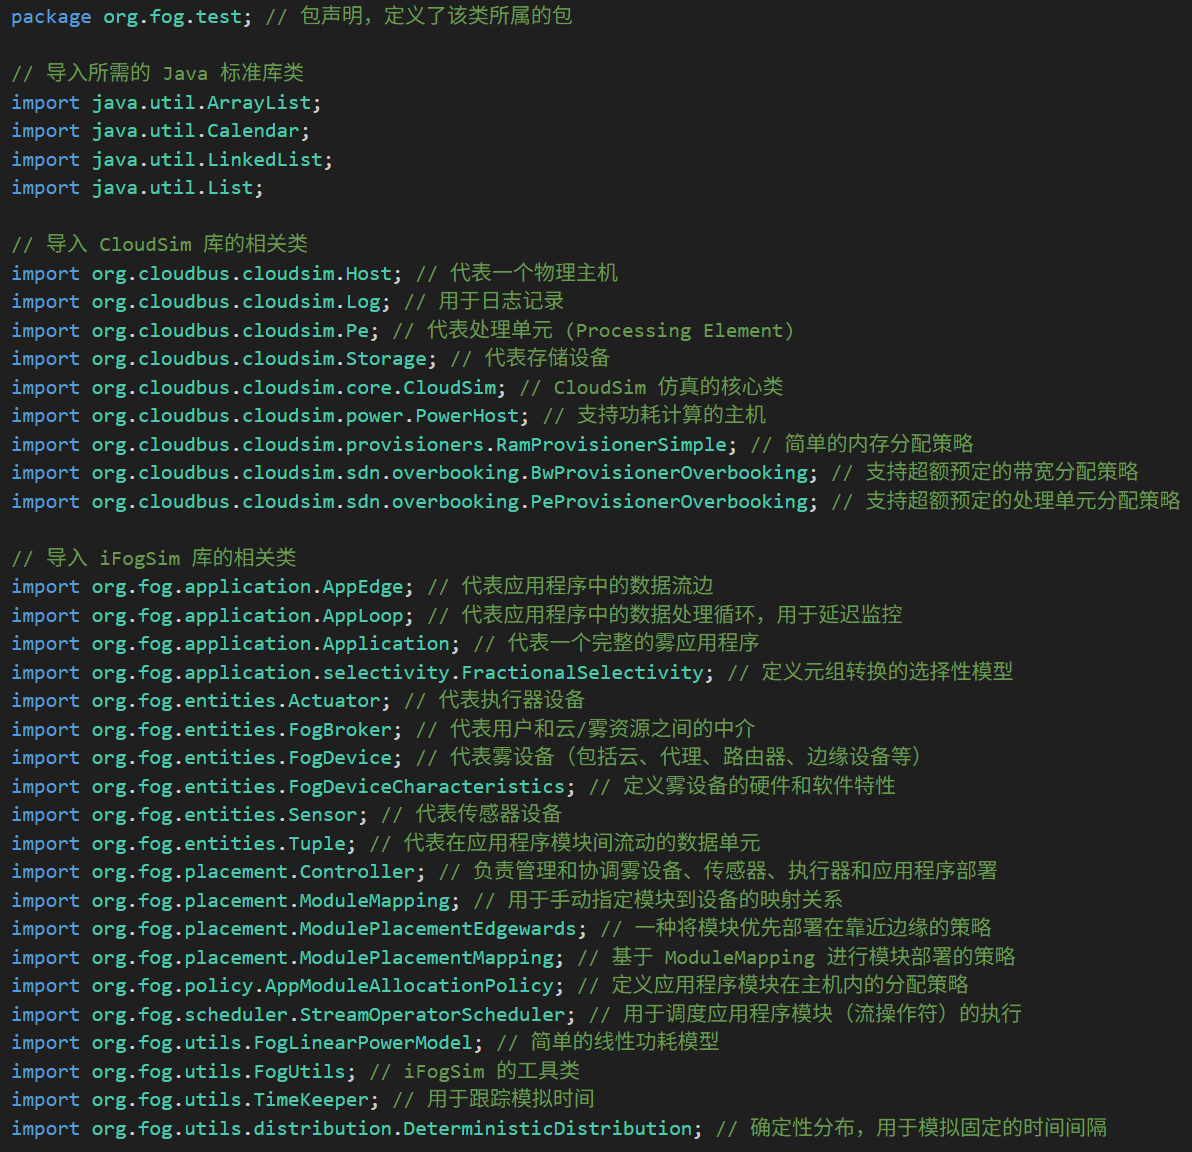 package org.fog.test; // 包声明，定义了该类所属的包
// 导入所需的 Java 标准库类
import java.util.ArrayList;
import java.util.Calendar;
import java.util.LinkedList;
import java.util.List;
// 导入 CloudSim 库的相关类
import org.cloudbus.cloudsim.Host; // 代表一个物理主机
import org.cloudbus.cloudsim.Log; // 用于日志记录
import org.cloudbus.cloudsim.Pe; // 代表处理单元 (Processing Element)
import org.cloudbus.cloudsim.Storage; // 代表存储设备
import org.cloudbus.cloudsim.core.CloudSim; // CloudSim 仿真的核心类
import org.cloudbus.cloudsim.power.PowerHost; // 支持功耗计算的主机
import org.cloudbus.cloudsim.provisioners.RamProvisionerSimple; // 简单的内存分配策略
import org.cloudbus.cloudsim.sdn.overbooking.BwProvisionerOverbooking; // 支持超额预定的带宽分配策略
import org.cloudbus.cloudsim.sdn.overbooking.PeProvisionerOverbooking; // 支持超额预定的处理单元分配策略
// 导入 iFogSim 库的相关类
import org.fog.application.AppEdge; // 代表应用程序中的数据流边
import org.fog.application.AppLoop; // 代表应用程序中的数据处理循环，用于延迟监控
import org.fog.application.Application; // 代表一个完整的雾应用程序
import org.fog.application.selectivity.FractionalSelectivity; // 定义元组转换的选择性模型
import org.fog.entities.Actuator; // 代表执行器设备
import org.fog.entities.FogBroker; // 代表用户和云/雾资源之间的中介
import org.fog.entities.FogDevice; // 代表雾设备（包括云、代理、路由器、边缘设备等）
import org.fog.entities.FogDeviceCharacteristics; // 定义雾设备的硬件和软件特性
import org.fog.entities.Sensor; // 代表传感器设备
import org.fog.entities.Tuple; // 代表在应用程序模块间流动的数据单元
import org.fog.placement.Controller; // 负责管理和协调雾设备、传感器、执行器和应用程序部署
import org.fog.placement.ModuleMapping; // 用于手动指定模块到设备的映射关系
import org.fog.placement.ModulePlacementEdgewards; // 一种将模块优先部署在靠近边缘的策略
import org.fog.placement.ModulePlacementMapping; // 基于 ModuleMapping 进行模块部署的策略
import org.fog.policy.AppModuleAllocationPolicy; // 定义应用程序模块在主机内的分配策略
import org.fog.scheduler.StreamOperatorScheduler; // 用于调度应用程序模块（流操作符）的执行
import org.fog.utils.FogLinearPowerModel; // 简单的线性功耗模型
import org.fog.utils.FogUtils; // iFogSim 的工具类
import org.fog.utils.TimeKeeper; // 用于跟踪模拟时间
import org.fog.utils.distribution.DeterministicDistribution; // 确定性分布，用于模拟固定的时间间隔